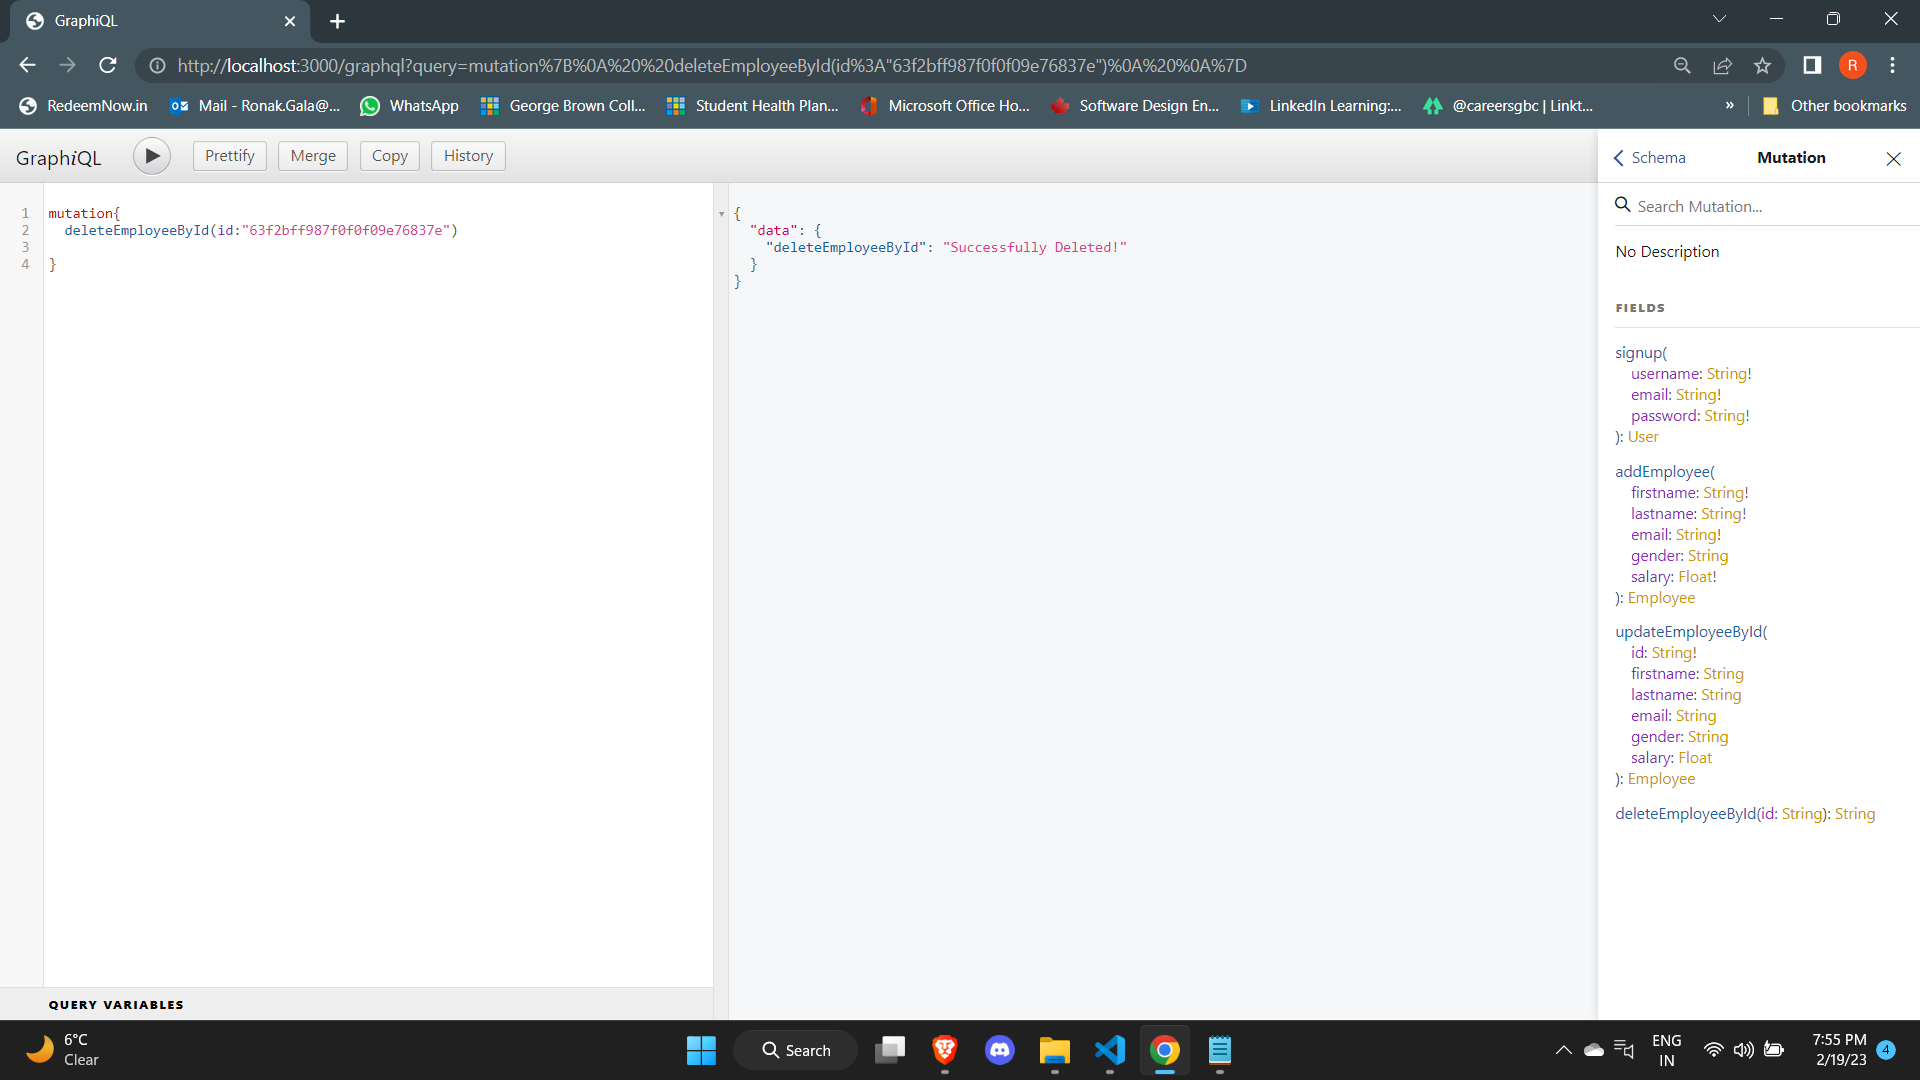 GraphiQL
http://localhost:3000/graphql?query=mutation%7B%0A%20%20deleteEmployeeById(id%3A"63f2bff987f0f0f09e76837e")%0A%20%0A%7D
R
RedeemNow.in
Mail - Ronak.Gala@...
WhatsApp
George Brown Coll...
Student Health Plan...
Microsoft Office Ho...
Software Design En...
LinkedIn Learning:...
@careersgbc | Linkt...
»
Other bookmarks
GraphiQL
Prettify
Merge
Copy
History
Schema
Mutation
1 mutation{
2 deleteEmployeeById(id:"63f2bff987f0f0f09e76837e")
3
4 }
{
"data": {
"deleteEmployeeById": "Successfully Deleted!"
}
}
Search Mutation...
No Description
FIELDS
signup(
username: String!
email: String!
password: String!
): User
addEmployee(
firstname: String!
lastname: String!
email: String!
gender: String
salary: Float!
): Employee
updateEmployeeById(
id: String!
firstname: String
lastname: String
email: String
gender: String
salary: Float
): Employee
deleteEmployeeById(id: String): String
QUERY VARIABLES
6°C
Clear
Search
ENG
IN
7:55 PM
2/19/23
4